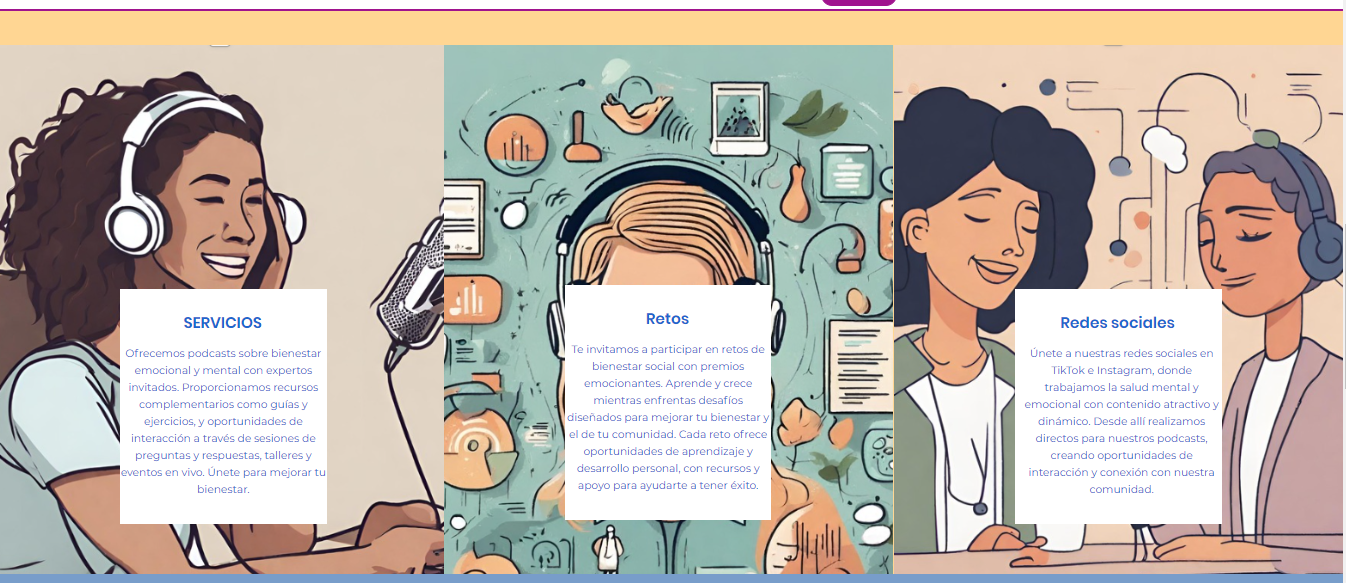 SERVICIOS
Ofrecemos podcasts sobre bienestar
emocional y mental con expertos
invitados. Proporcionamos recursos
complementarios como guías y
ejercicios, y oportunidades de
interacción a través de sesiones de
preguntas y respuestas, talleres y
eventos en vivo. Únete para mejorar tu
bienestar.
Retos
Te invitamos a participar en retos de
bienestar social con premios
emocionantes. Aprende y crece
mientras enfrentas desafíos
diseñados para mejorar tu bienestar y
el de tu comunidad. Cada reto ofrece
oportunidades de aprendizaje y
desarrollo personal, con recursos y
apoyo para ayudarte a tener éxito.
Redes sociales
Únete a nuestras redes sociales en
TikTok e Instagram, donde
trabajamos la salud mental y
emocional con contenido atractivo y
dinámico. Desde allí realizamos
directos para nuestros podcasts,
creando oportunidades de
interacción y conexión con nuestra
comunidad.